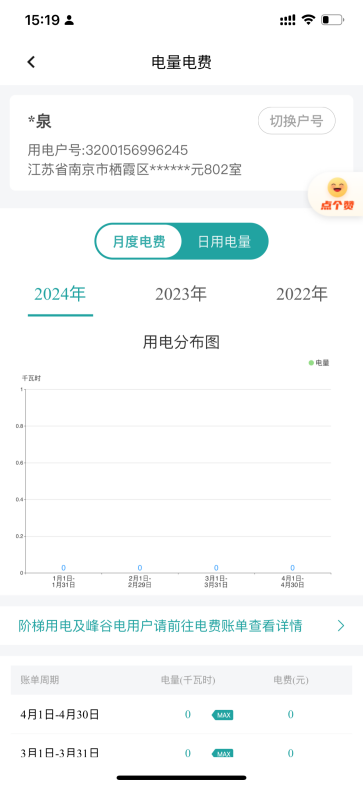 15:19
电量电费
*泉
切换户号
用电户号:3200156996245
江苏省南京市栖霞区******元802室
点个赞
月度电费 日用电量
2024年 2023年 2022年
用电分布图
电量
千瓦时
1
0.8
0.6
0.4
0.2
0
0 0 0 0
1月1日- 2月1日- 3月1日- 4月1日-
1月31日 2月29日 3月31日 4月30日
阶梯用电及峰谷电用户请前往电费账单查看详情
账单周期 电量(千瓦时) 电费(元)
4月1日-4月30日 0 MAX 0
3月1日-3月31日 0 MAX 0